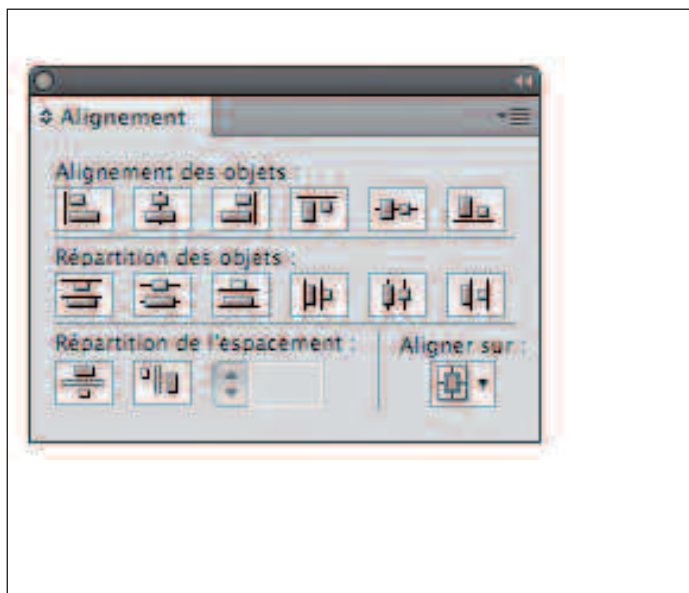 Alignement
Alignement des objets :
Répartition des objets :
Répartition de l'espacement : Aligner sur :